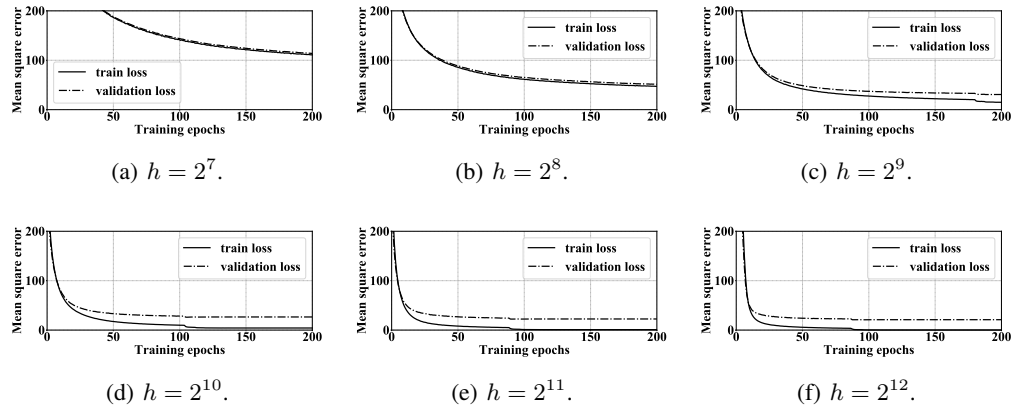 Mean square error
200
100
0
0 50 100 150 200
Training epochs
train loss
validation loss
(a) h = 2^7.
Mean square error
200
100
0
0 50 100 150 200
Training epochs
train loss
validation loss
(b) h = 2^8.
Mean square error
200
100
0
0 50 100 150 200
Training epochs
train loss
validation loss
(c) h = 2^9.
Mean square error
200
100
0
0 50 100 150 200
Training epochs
train loss
validation loss
(d) h = 2^10.
Mean square error
200
100
0
0 50 100 150 200
Training epochs
train loss
validation loss
(e) h = 2^11.
Mean square error
200
100
0
0 50 100 150 200
Training epochs
train loss
validation loss
(f) h = 2^12.